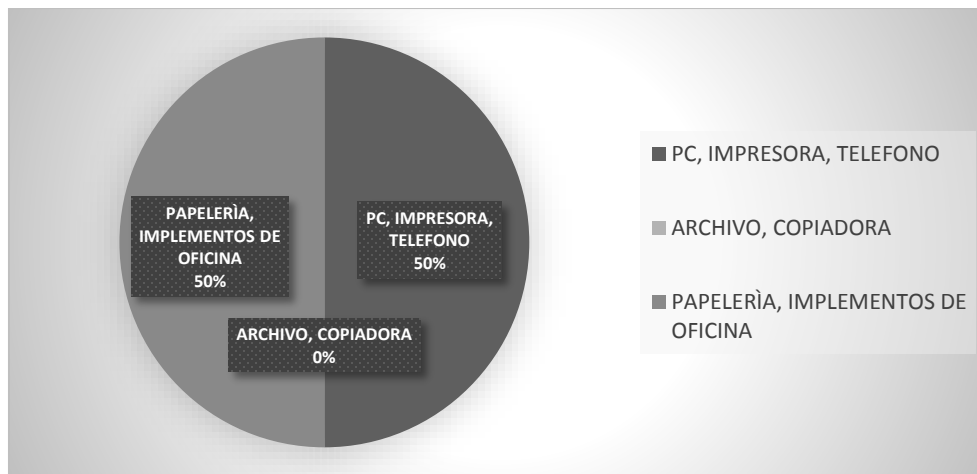 PAPELERÌA,
IMPLEMENTOS DE
OFICINA
50%
PC, IMPRESORA,
TELEFONO
50%
ARCHIVO, COPIADORA
0%
PC, IMPRESORA, TELEFONO
ARCHIVO, COPIADORA
PAPELERÌA, IMPLEMENTOS DE
OFICINA